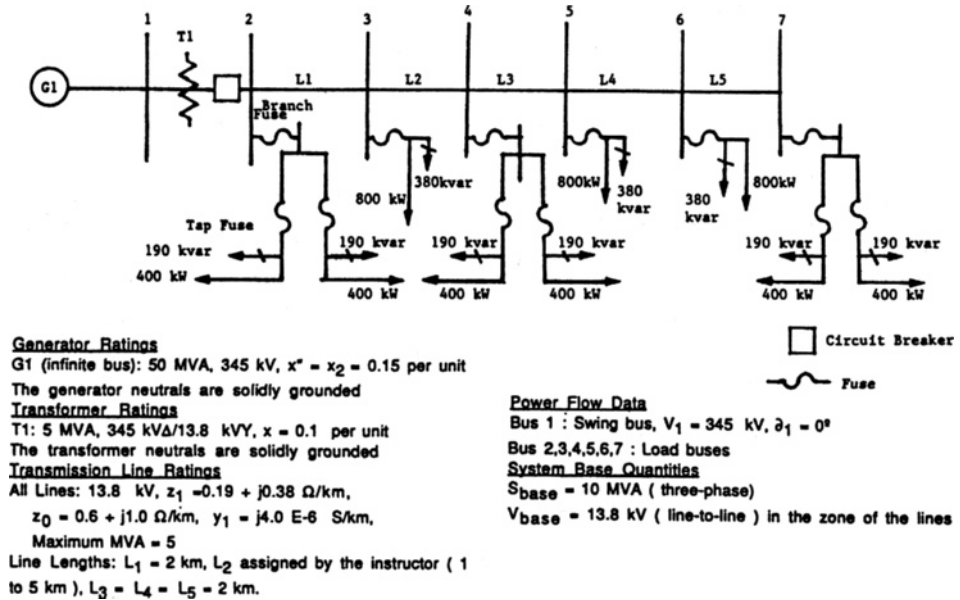 1 2 3 4 5 6 7
T1
G1
L1 L2 L3 L4 L5
Branch
Fuse
380kvar
800 kW
800kW
380
kvar
380
kvar
800kW
Tap Fuse
190 kvar
190 kvar
190 kvar
190 kvar
190 kvar
190 kvar
400 kW
400 kW
400 kW
400 kW
400 kW
400 kW
Circuit Breaker
Fuse
Generator Ratings
G1 (infinite bus): 50 MVA, 345 kV, x" = x2 = 0.15 per unit
The generator neutrals are solidly grounded
Transformer Ratings
T1: 5 MVA, 345 kVΔ/13.8 kVY, x = 0.1 per unit
The transformer neutrals are solidly grounded
Transmission Line Ratings
All Lines: 13.8 kV, z1 =0.19 + j0.38 Ω/km,
z0 = 0.6 + j1.0 Ω/km, y1 = j4.0 E-6 S/km,
Maximum MVA = 5
Line Lengths: L1 = 2 km, L2 assigned by the instructor ( 1
to 5 km ), L3 = L4 = L5 = 2 km.
Power Flow Data
Bus 1 : Swing bus, V1 = 345 kV, ∂1 = 0º
Bus 2,3,4,5,6,7 : Load buses
System Base Quantities
Sbase = 10 MVA ( three-phase)
Vbase = 13.8 kV ( line-to-line ) in the zone of the lines